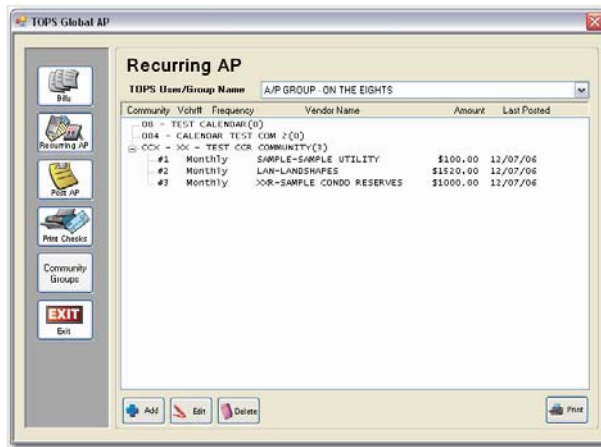 TOPS Global AP
Recurring AP
TOPS User/Group Name A/P GROUP - ON THE EIGHTS
Community Vchr# Frequency Vendor Name Amount Last Posted
08 - TEST CALENDAR(0)
084 - CALENDAR TEST COM 2(0)
CCX - XX - TEST CCR COMMUNITY(3)
#1 Monthly SAMPLE-SAMPLE UTILITY $100.00 12/07/06
#2 Monthly LAN-LANDSHAPES $1520.00 12/07/06
#3 Monthly XXR-SAMPLE CONDO RESERVES $1000.00 12/07/06
Bills
Recurring AP
Post AP
Print Checks
Community
Groups
EXIT
Exit
Add Edit Delete Print